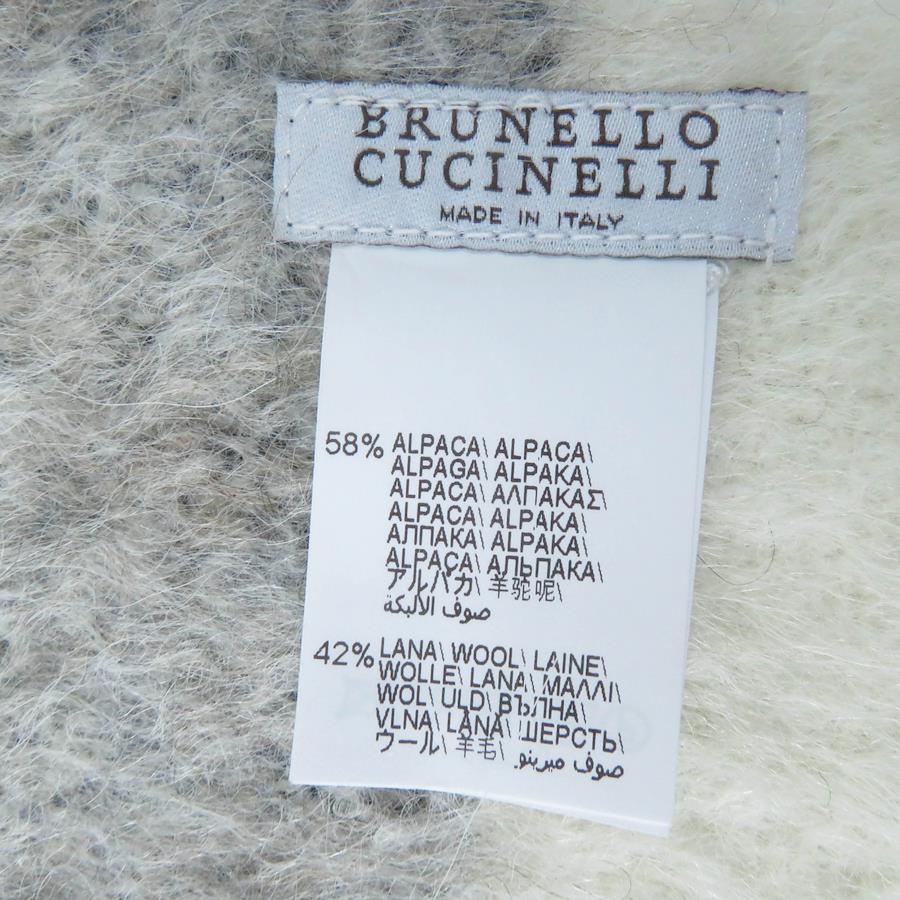 BRUNELLO
CUCINELLI
MADE IN ITALY
58% ALPACA\ ALPACA\
ALPAGA\ ALPAKA\
ALPACA\ ΑΛΠΑΚΑΣ\
ALPACA\ ALPAKA\
АЛПАКА\ ALPAKA\
ALPACA\ АЛЬПАКА\
アルパカ\ 羊驼呢\
صوف الألبكة
42% LANA\ WOOL\ LAINE\
WOLLE\ LANA\ ΜΑΛΛΙ\
WOL\ ULD\ ВЪЛНА\
VLNA\ LÂNA\ ШЕРСТЬ\
ウール\ 羊毛\ صوف ميرينو